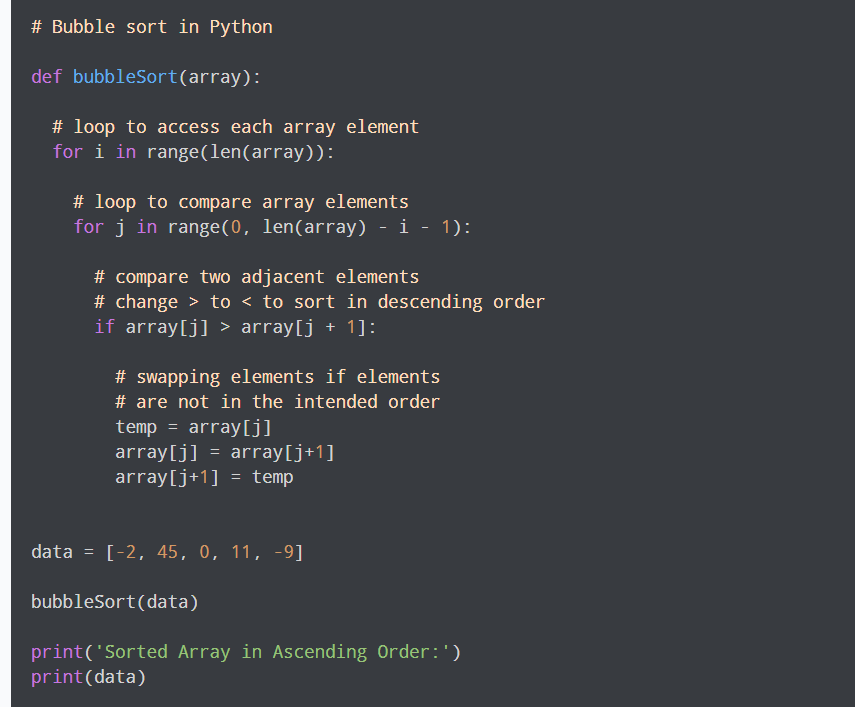 # Bubble sort in Python
def bubbleSort(array):
# loop to access each array element
for i in range(len(array)):
# loop to compare array elements
for j in range(0, len(array) - i - 1):
# compare two adjacent elements
# change > to < to sort in descending order
if array[j] > array[j + 1]:
# swapping elements if elements
# are not in the intended order
temp = array[j]
array[j] = array[j+1]
array[j+1] = temp
data = [-2, 45, 0, 11, -9]
bubbleSort(data)
print('Sorted Array in Ascending Order:')
print(data)